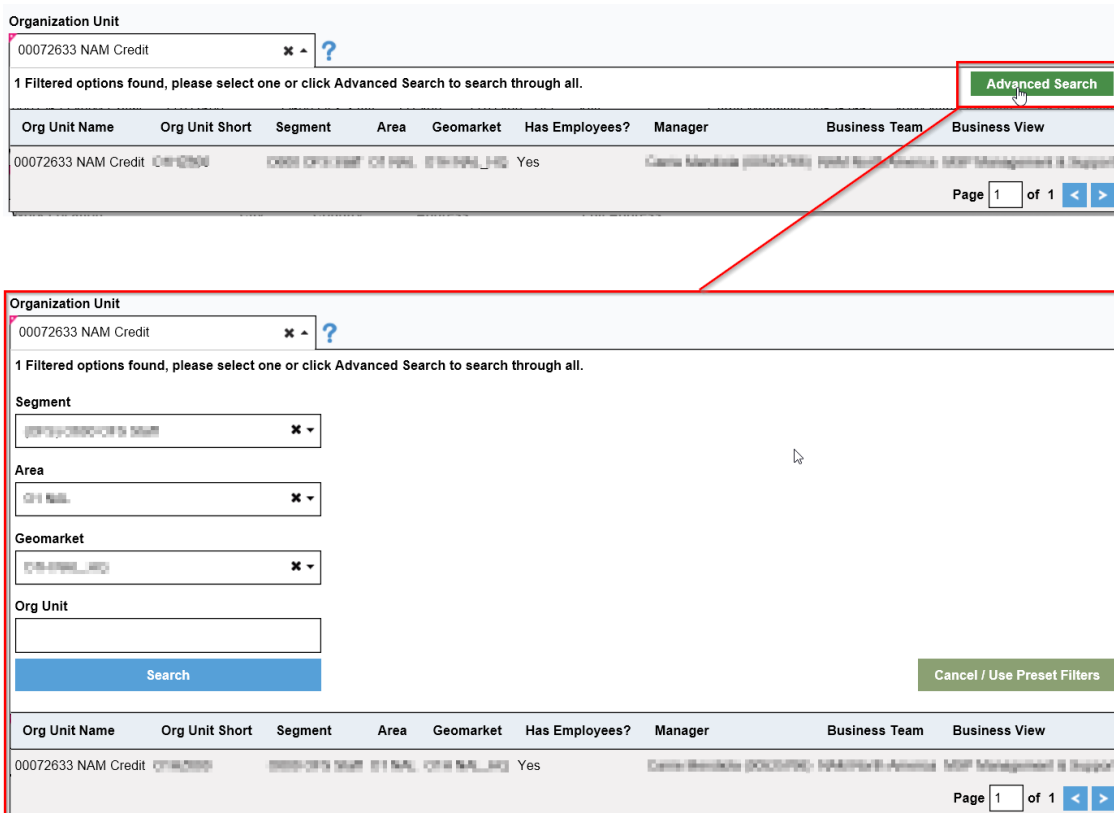 Organization Unit
00072633 NAM Credit
?
1 Filtered options found, please select one or click Advanced Search to search through all.
Advanced Search
Org Unit Name Org Unit Short Segment Area Geomarket Has Employees? Manager Business Team Business View
00072633 NAM Credit Yes
Page 1 of 1 < >
Organization Unit
00072633 NAM Credit
?
1 Filtered options found, please select one or click Advanced Search to search through all.
Segment
Area
Geomarket
Org Unit
Search
Cancel / Use Preset Filters
Org Unit Name Org Unit Short Segment Area Geomarket Has Employees? Manager Business Team Business View
00072633 NAM Credit Yes
Page 1 of 1 < >